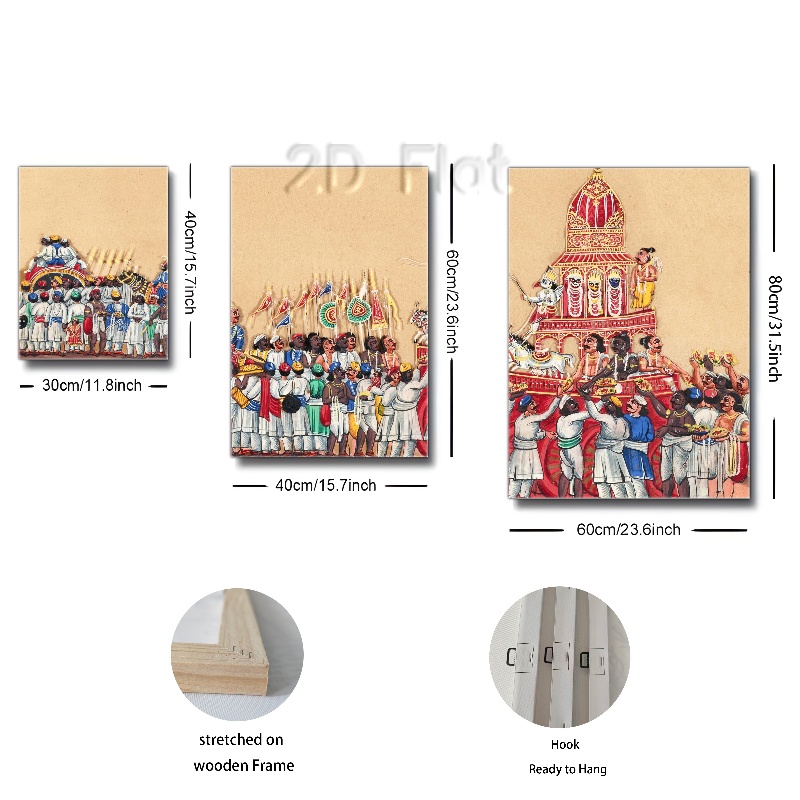 2D Flat
40cm/15.7inch
60cm/23.6inch
80cm/31.5inch
30cm/11.8inch
40cm/15.7inch
60cm/23.6inch
stretched on
wooden Frame
Hook
Ready to Hang